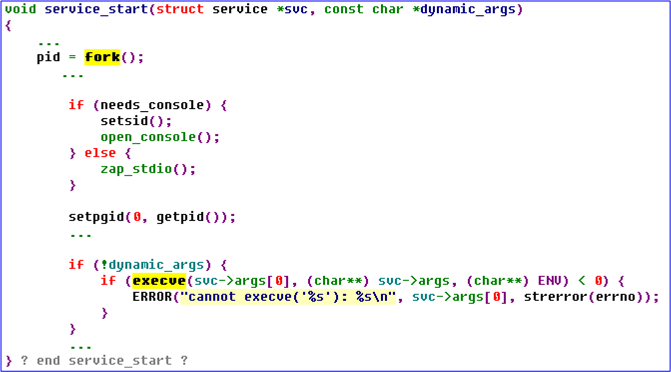 void service_start(struct service *svc, const char *dynamic_args)
{
...
pid = fork();
...
if (needs_console) {
setsid();
open_console();
} else {
zap_stdio();
}
setpgid(0, getpid());
...
if (!dynamic_args) {
if (execve(svc->args[0], (char**) svc->args, (char**) ENV) < 0) {
ERROR("cannot execve('%s'): %s\n", svc->args[0], strerror(errno));
}
}
...
} ? end service_start ?